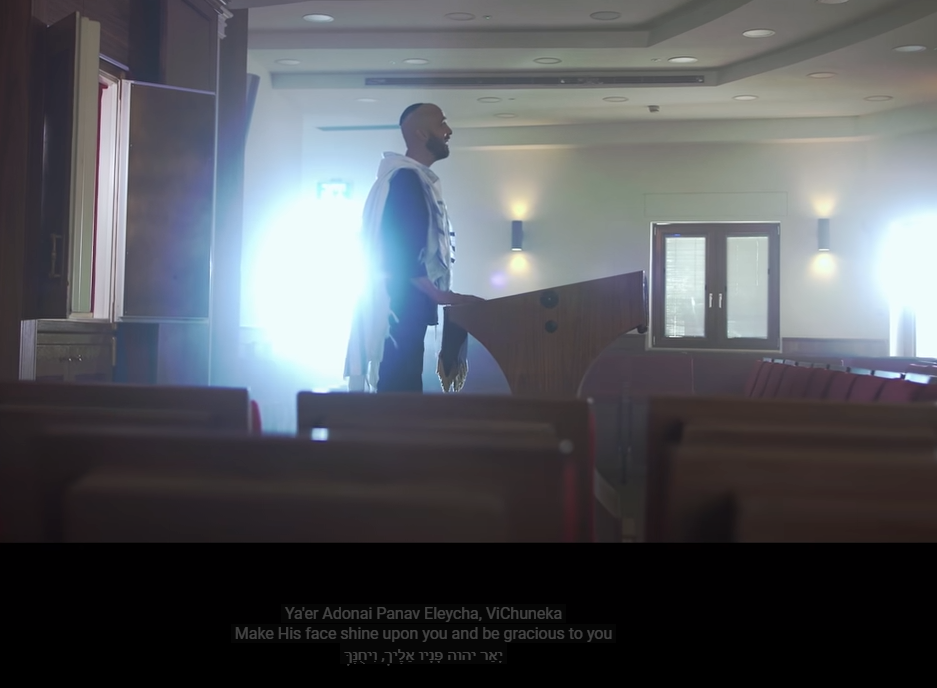 Ya'er Adonai Panav Eleycha, ViChuneka
Make His face shine upon you and be gracious to you
יָאֵר יהוה פָּנָיו אֵלֶיךָ, וִיחֻנֶּךָּ